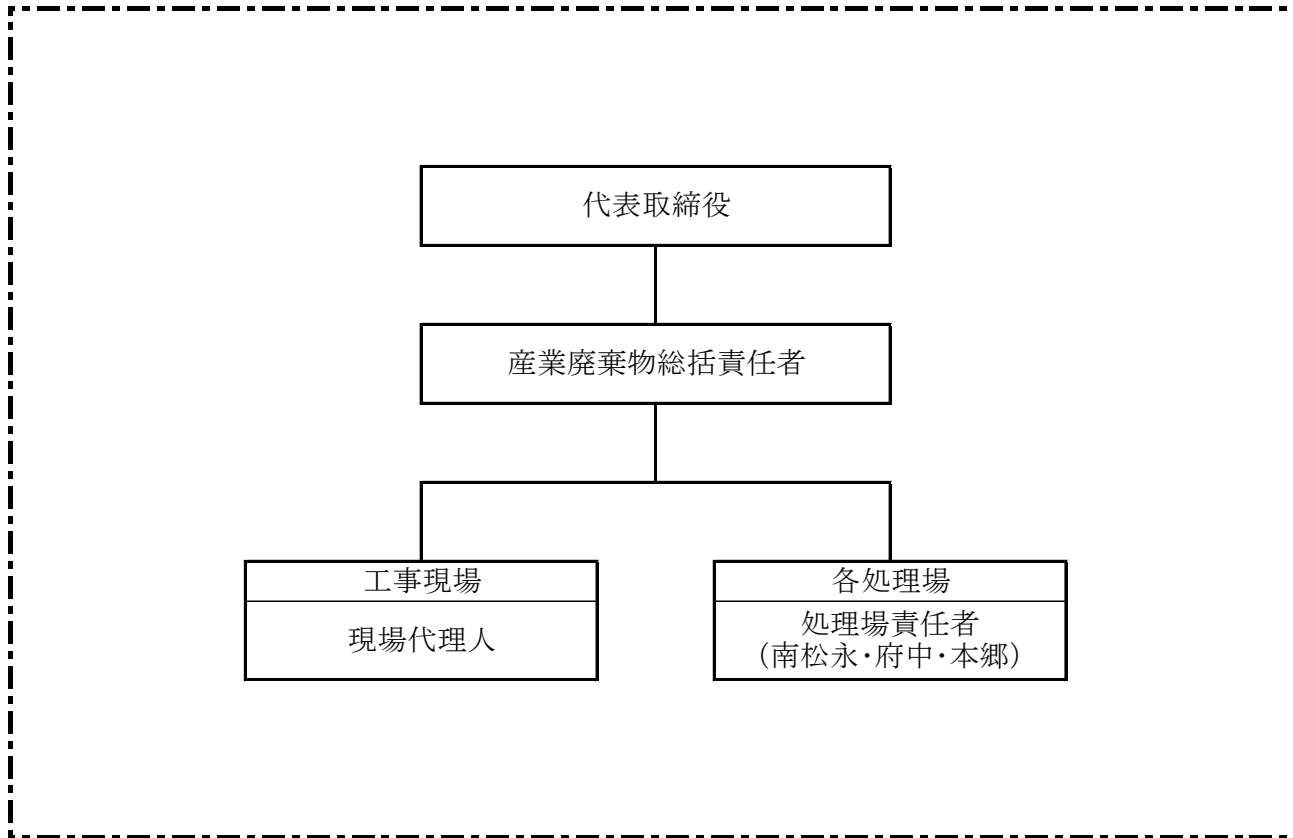 代表取締役
産業廃棄物総括責任者
工事現場
現場代理人
各処理場
処理場責任者
（南松永・府中・本郷）